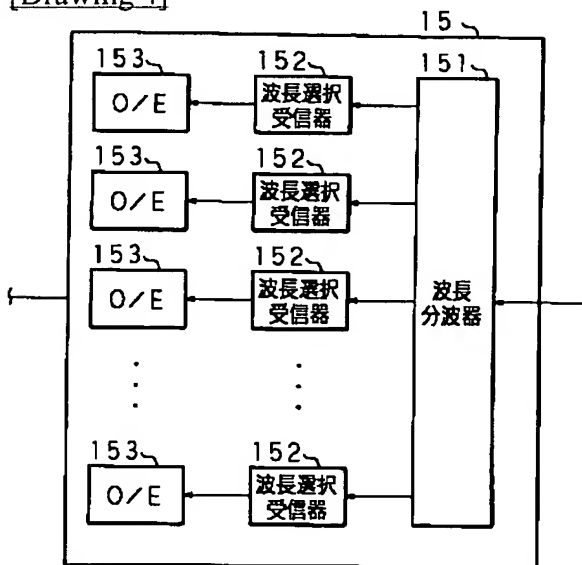 [Drawing 4]
15
153 152 151
O/E
波長選択
受信器
153 152
O/E
波長選択
受信器
153 152
O/E
波長選択
受信器
波長
分波器
153 152
O/E
波長選択
受信器